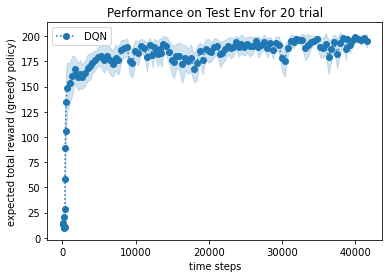 Performance on Test Env for 20 trial
DQN
expected total reward (greedy policy)
200
175
150
125
100
75
50
25
0
0 10000 20000 30000 40000
time steps